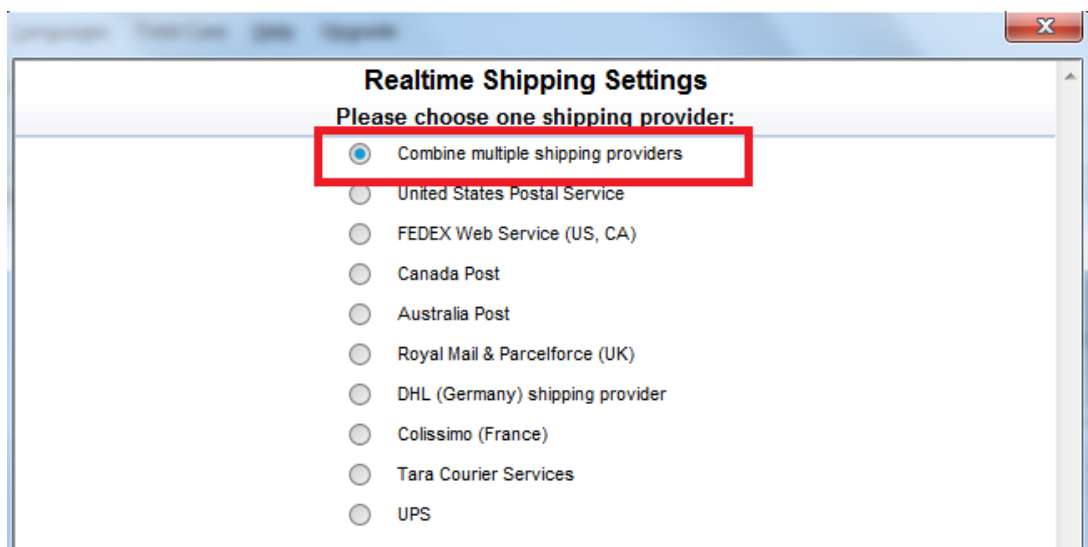 Realtime Shipping Settings
Please choose one shipping provider:
Combine multiple shipping providers
United States Postal Service
FEDEX Web Service (US, CA)
Canada Post
Australia Post
Royal Mail & Parcelforce (UK)
DHL (Germany) shipping provider
Colissimo (France)
Tara Courier Services
UPS